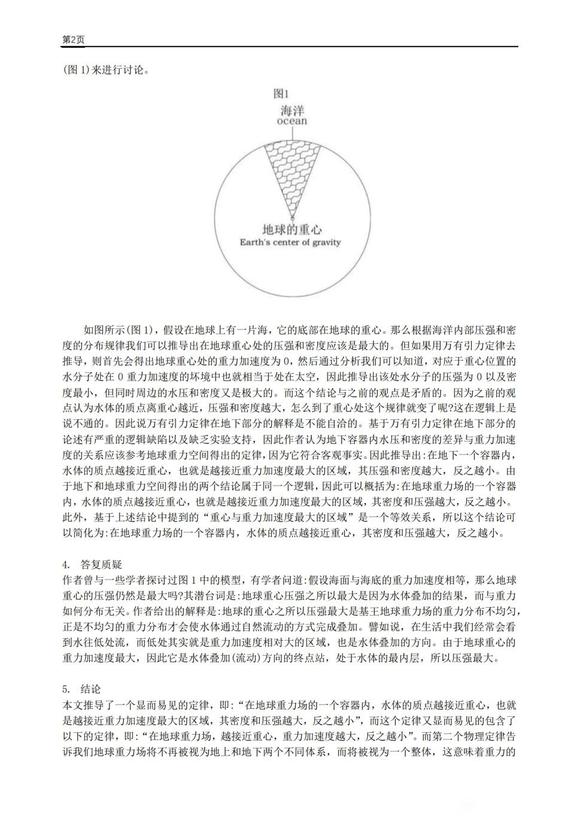 第2页
(图1)来进行讨论。
图1
海洋
ocean
地球的重心
Earth's center of gravity
如图所示(图1), 假设在地球上有一片海, 它的底部在地球的重心。那么根据海洋内部压强和密
度的分布规律我们可以推导出在地球重心处的压强和密度应该是最大的。但如果用万有引力定律去
推导, 则首先会得出地球重心处的重力加速度为0, 然后通过分析我们可以知道, 对应于重心位置的
水分子处在0重力加速度的坏境中也就相当于处在太空, 因此推导出该处水分子的压强为0以及密
度最小, 但同时周边的水压和密度又是极大的。而这个结论与之前的观点是矛盾的。因为之前的观
点认为水体的质点离重心越近, 压强和密度越大, 怎么到了重心处这个规律就变了呢?这在逻辑上是
说不通的。因此说万有引力定律在地下部分的解释是不能自洽的。基于万有引力定律在地下部分的
论述有严重的逻辑缺陷以及缺乏实验支持, 因此作者认为地下容器内水压和密度的差异与重力加速
度的关系应该参考地球重力空间得出的定律, 因为它符合客观事实。因此推导出:在地下一个容器内,
水体的质点越接近重心, 也就是越接近重力加速度最大的区域, 其压强和密度越大, 反之越小。由
于地下和地球重力空间得出的两个结论属于同一个逻辑, 因此可以概括为:在地球重力场的一个容器
内, 水体的质点越接近重心, 也就是越接近重力加速度最大的区域, 其密度和压强越大, 反之越小。
此外, 基于上述结论中提到的“重心与重力加速度最大的区域”是一个等效关系, 所以这个结论可
以简化为:在地球重力场的一个容器内, 水体的质点越接近重心, 其密度和压强越大, 反之越小。
4. 答复质疑
作者曾与一些学者探讨过图1中的模型, 有学者问道:假设海面与海底的重力加速度相等, 那么地球
重心的压强仍然是最大吗?其潜台词是:地球重心压强之所以最大是因为水体叠加的结果, 而与重力
如何分布无关。作者给出的解释是:地球的重心之所以压强最大是基王地球重力场的重力分布不均匀,
正是不均匀的重力分布才会使水体通过自然流动的方式完成叠加。譬如说, 在生活中我们经常会看
到水往低处流, 而低处其实就是重力加速度相对大的区域, 也是水体叠加的方向。由于地球重心的
重力加速度最大, 因此它是水体叠加(流动)方向的终点站, 处于水体的最内层, 所以压强最大。
5. 结论
本文推导了一个显而易见的定律, 即:“在地球重力场的一个容器内, 水体的质点越接近重心, 也就
是越接近重力加速度最大的区域, 其密度和压强越大, 反之越小”, 而这个定律又显而易见的包含了
以下的定律, 即:“在地球重力场, 越接近重心, 重力加速度越大, 反之越小”。而第二个物理定律告
诉我们地球重力场将不再被视为地上和地下两个不同体系, 而将被视为一个整体, 这意味着重力的